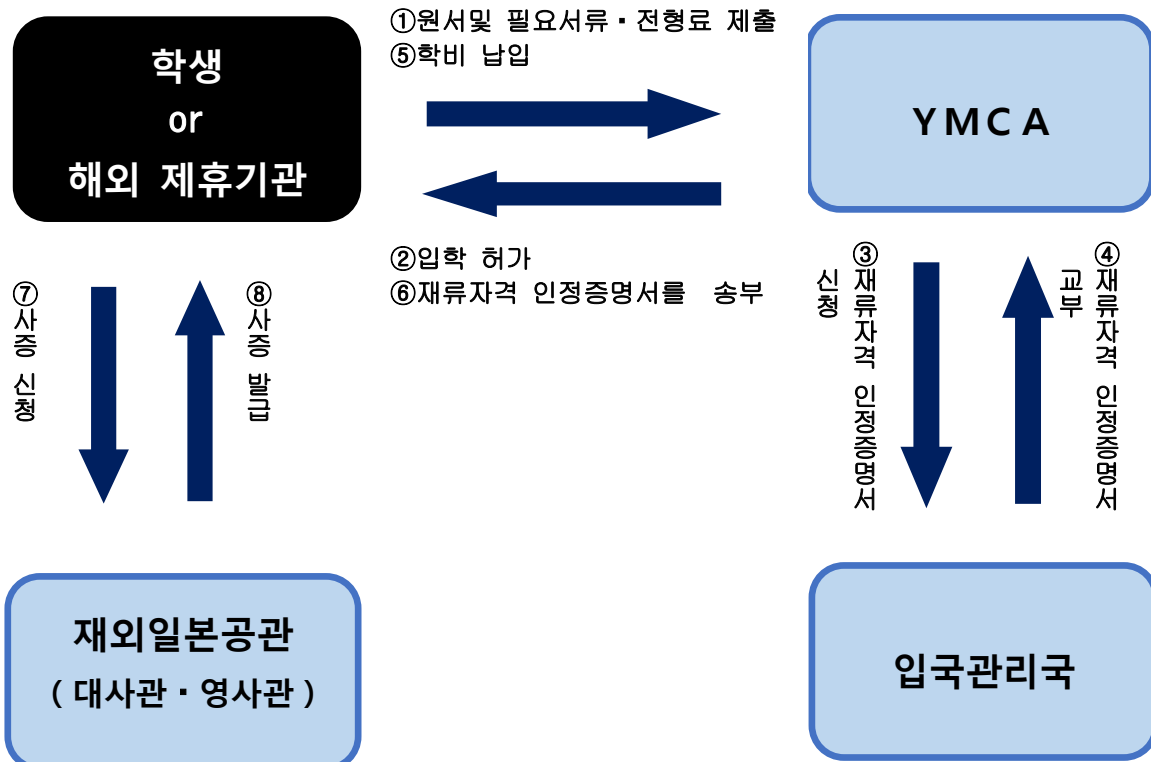 학생
or
해외 제휴기관
①원서및 필요서류▪전형료 제출
⑤학비 납입
YMCA
②입학 허가
⑥재류자격 인정증명서를 송부
⑦사증 신청
⑧사증 발급
③재류자격 인정증명서
신청
④재류자격 인정증명서
교부
재외일본공관
(대사관▪영사관)
입국관리국